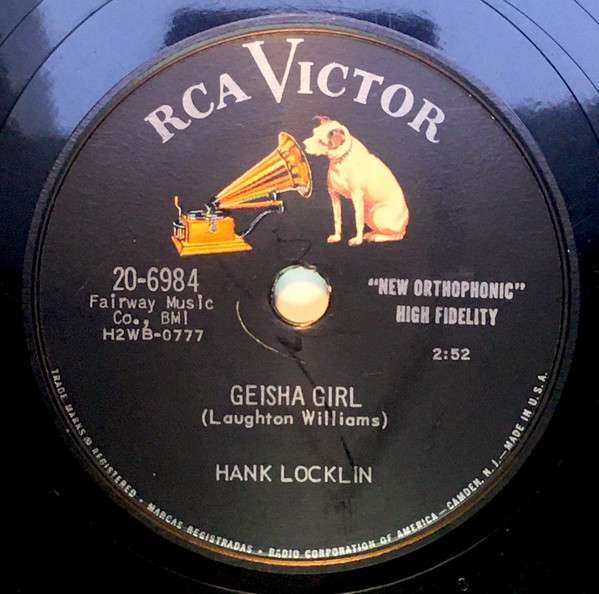 RCA VICTOR
20-6984
Fairway Music
Co., BMI
H2WB-0777
"NEW ORTHOPHONIC"
HIGH FIDELITY
2:52
GEISHA GIRL
(Laughton Williams)
HANK LOCKLIN
TRADE MARKS ® REGISTERED • MARCAS REGISTRADAS • RADIO CORPORATION OF AMERICA—CAMDEN, N. J.—MADE IN U.S.A.